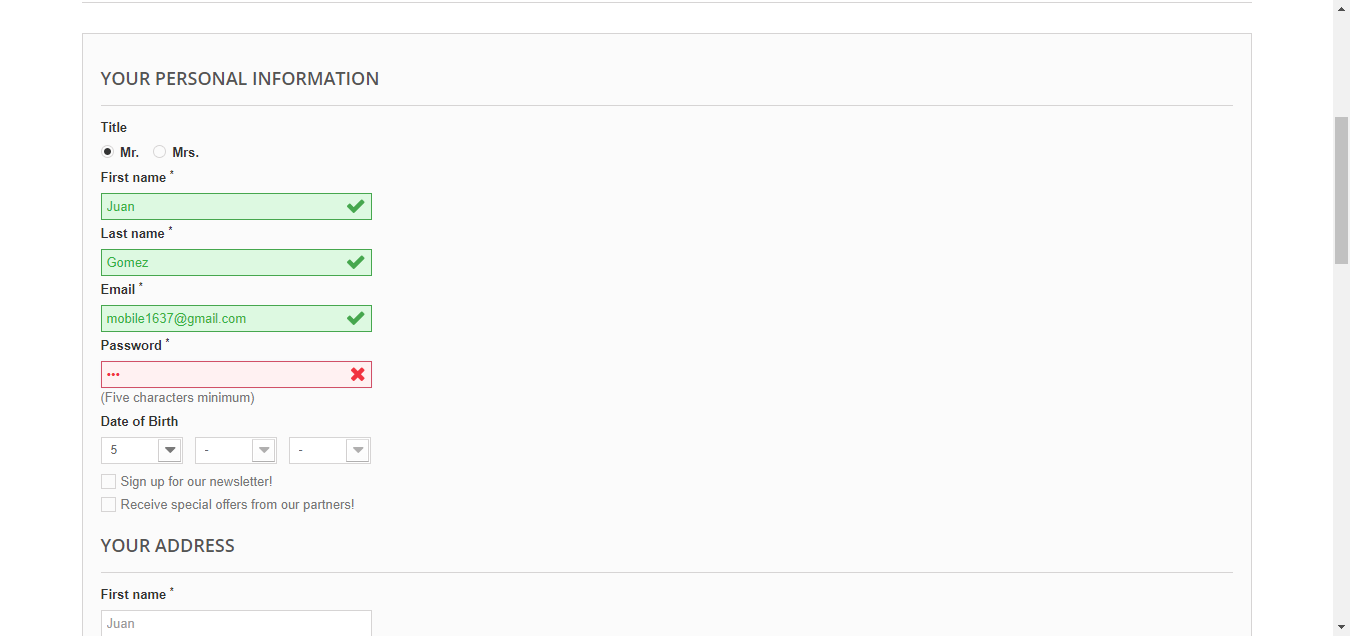 YOUR PERSONAL INFORMATION
Title
Mr. Mrs.
First name *
Juan
Last name *
Gomez
Email *
mobile1637@gmail.com
Password *
•••
(Five characters minimum)
Date of Birth
5 - -
Sign up for our newsletter!
Receive special offers from our partners!
YOUR ADDRESS
First name *
Juan